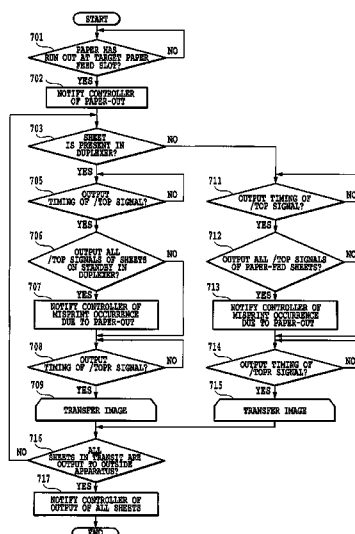 START
701
PAPER HAS
RUN OUT AT TARGET PAPER
FEED SLOT?
NO
YES
702
NOTIFY CONTROLLER
OF PAPER-OUT
703
SHEET
IS PRESENT IN
DUPLEXER?
NO
YES
705
OUTPUT
TIMING OF /TOP SIGNAL?
NO
YES
711
OUTPUT TIMING OF
/TOP SIGNAL?
NO
YES
706
OUTPUT ALL
/TOP SIGNALS OF SHEETS
ON STANDBY IN
DUPLEXER?
NO
YES
712
OUTPUT ALL /TOP SIGNALS
OF PAPER-FED SHEETS?
NO
YES
707
NOTIFY CONTROLLER OF
MISPRINT OCCURRENCE
DUE TO PAPER-OUT
713
NOTIFY CONTROLLER OF
MISPRINT OCCURRENCE
DUE TO PAPER-OUT
708
OUTPUT
TIMING OF /TOPR SIGNAL?
NO
YES
714
OUTPUT TIMING OF
/TOPR SIGNAL?
NO
YES
709
TRANSFER IMAGE
715
TRANSFER IMAGE
716
ALL
SHEETS IN TRANSIT ARE
OUTPUT TO OUTSIDE
APPARATUS?
NO
YES
717
NOTIFY CONTROLLER OF
OUTPUT OF ALL SHEETS
END